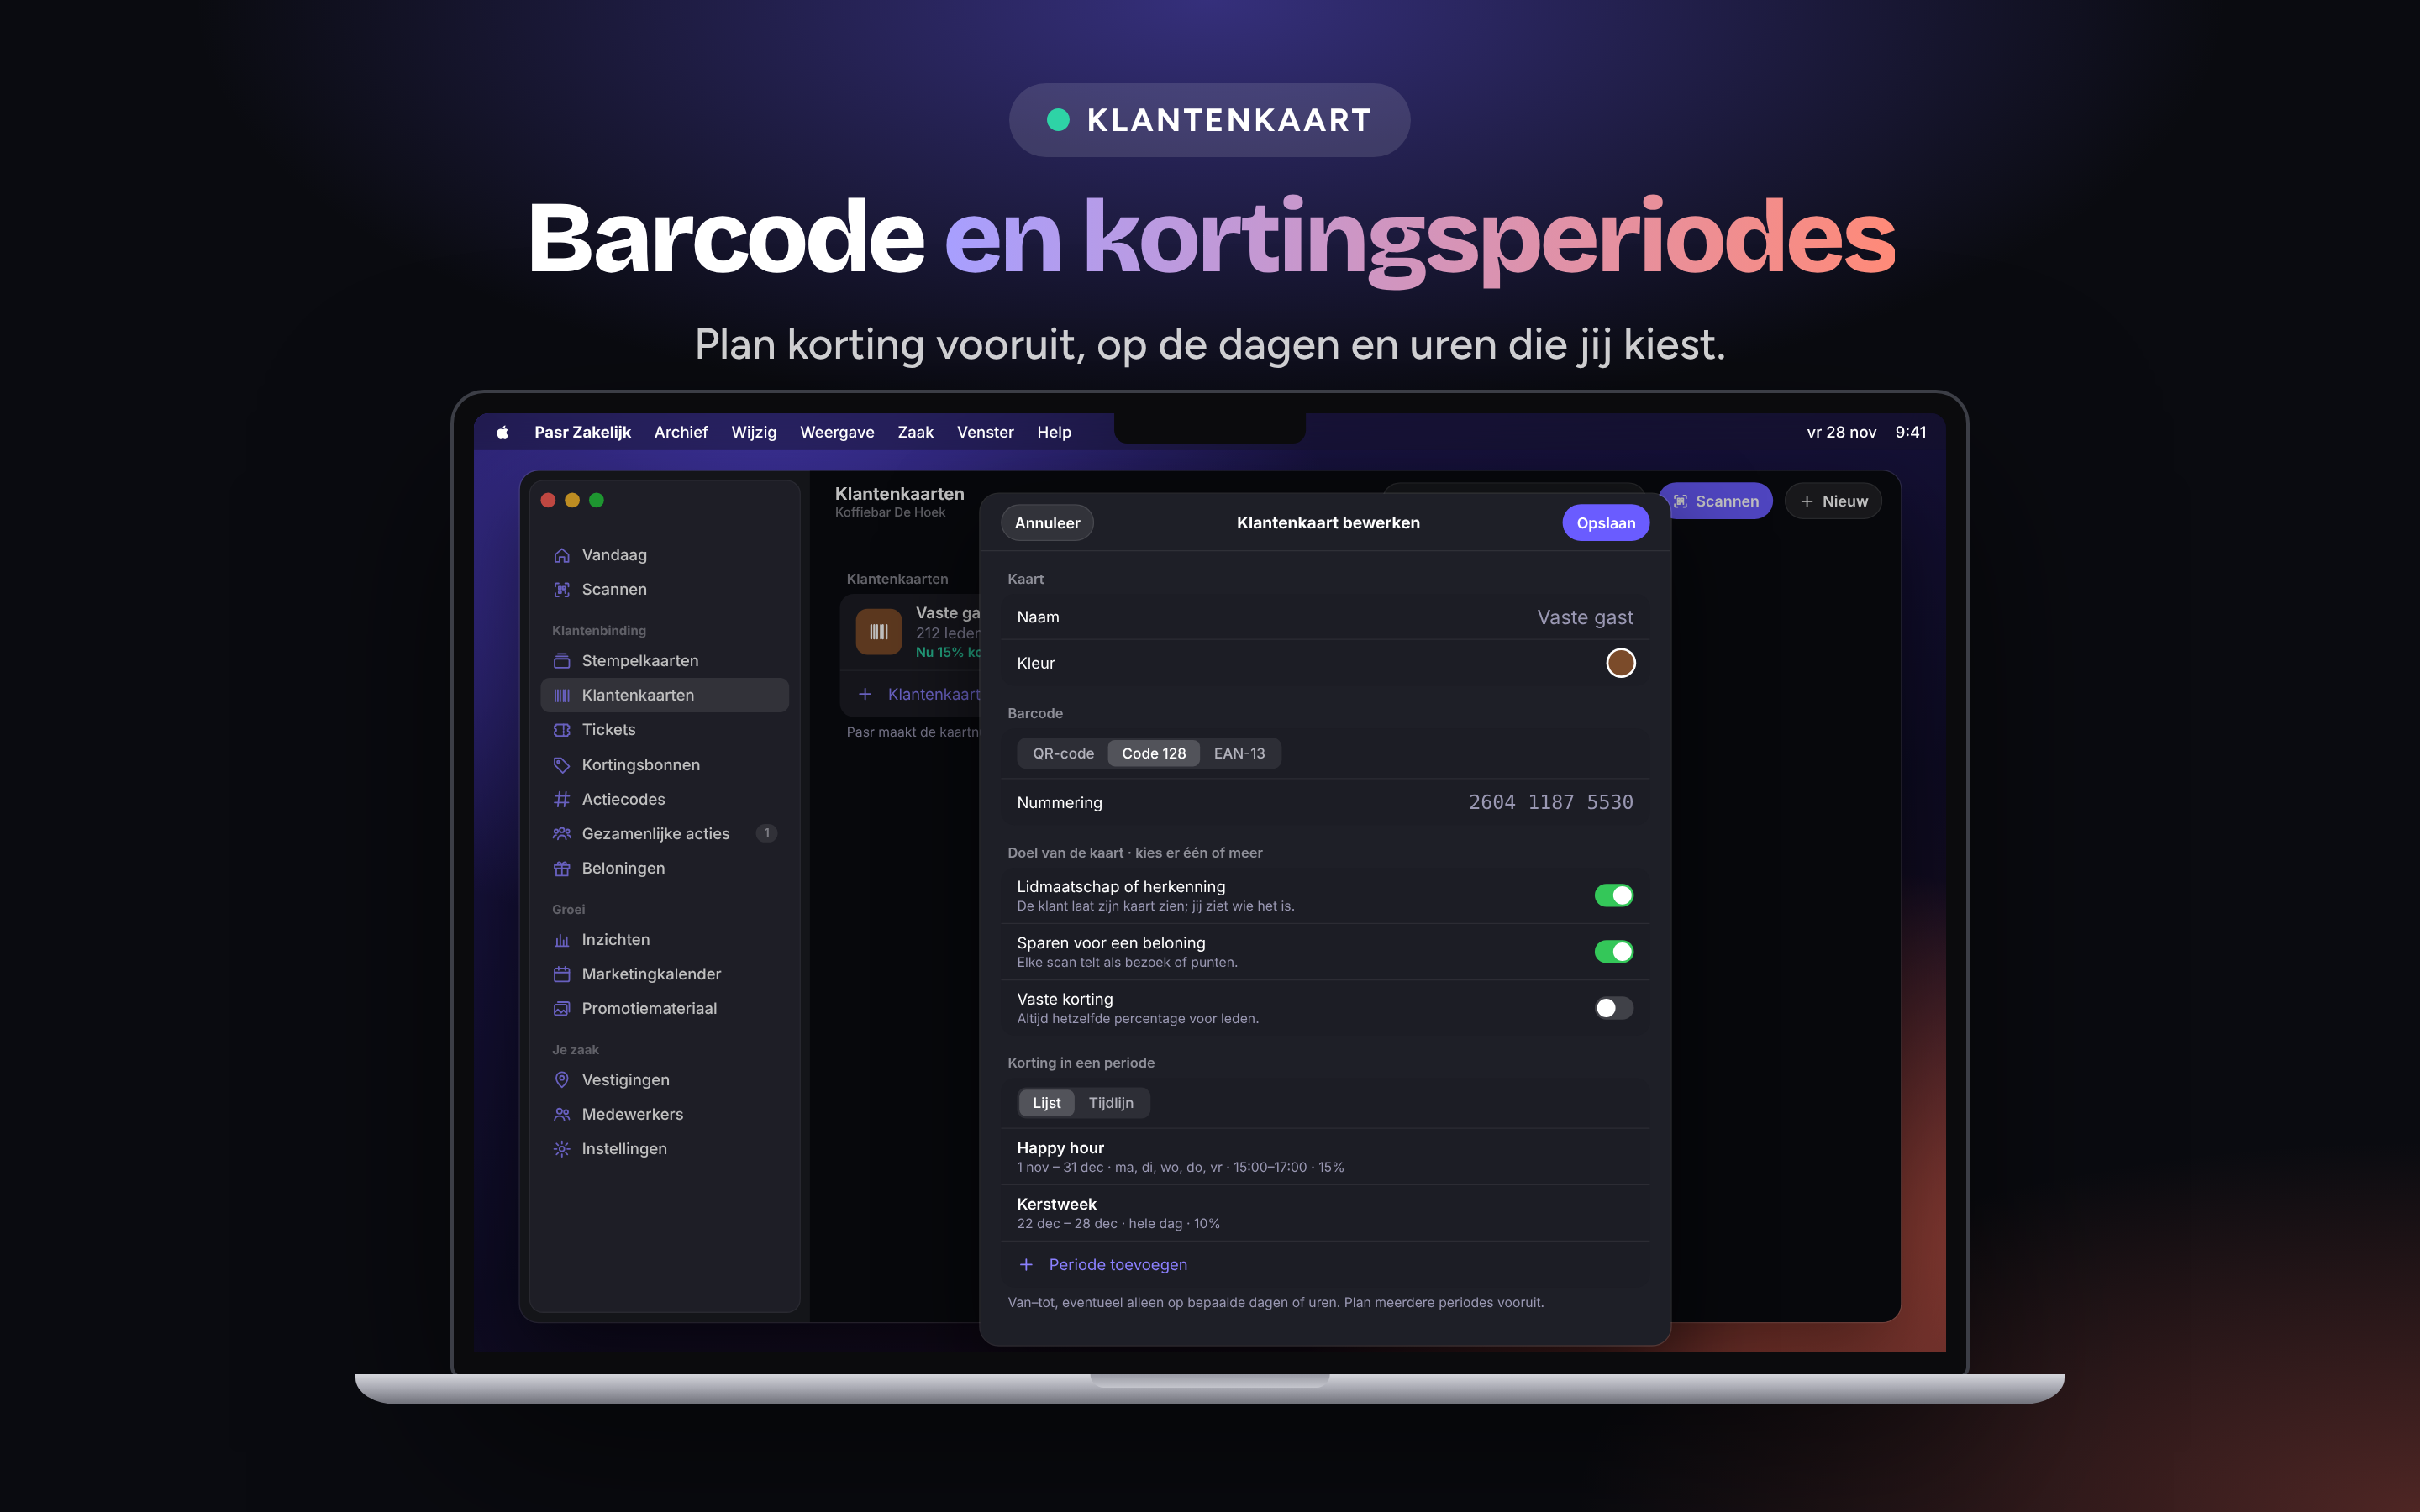 KLANTENKAART
Barcode en kortingsperiodes
Plan korting vooruit, op de dagen en uren die jij kiest.
Pasr Zakelijk Archief Wijzig Weergave Zaak Venster Help vr 28 nov 9:41
Vandaag
Scannen
Klantenbinding
Stempelkaarten
Klantenkaarten
Tickets
Kortingsbonnen
Actiecodes
Gezamenlijke acties 1
Beloningen
Groei
Inzichten
Marketingkalender
Promotiemateriaal
Je zaak
Vestigingen
Medewerkers
Instellingen
Klantenkaarten
Koffiebar De Hoek
Scannen
Nieuw
Klantenkaarten
Vaste ga
212 leder
Nu 15% ko
Klantenkaart
Pasr maakt de kaartn
Annuleer Klantenkaart bewerken Opslaan
Kaart
Naam Vaste gast
Kleur
Barcode
QR-code Code 128 EAN-13
Nummering 2604 1187 5530
Doel van de kaart · kies er één of meer
Lidmaatschap of herkenning
De klant laat zijn kaart zien; jij ziet wie het is.
Sparen voor een beloning
Elke scan telt als bezoek of punten.
Vaste korting
Altijd hetzelfde percentage voor leden.
Korting in een periode
Lijst Tijdlijn
Happy hour
1 nov – 31 dec · ma, di, wo, do, vr · 15:00–17:00 · 15%
Kerstweek
22 dec – 28 dec · hele dag · 10%
Periode toevoegen
Van–tot, eventueel alleen op bepaalde dagen of uren. Plan meerdere periodes vooruit.